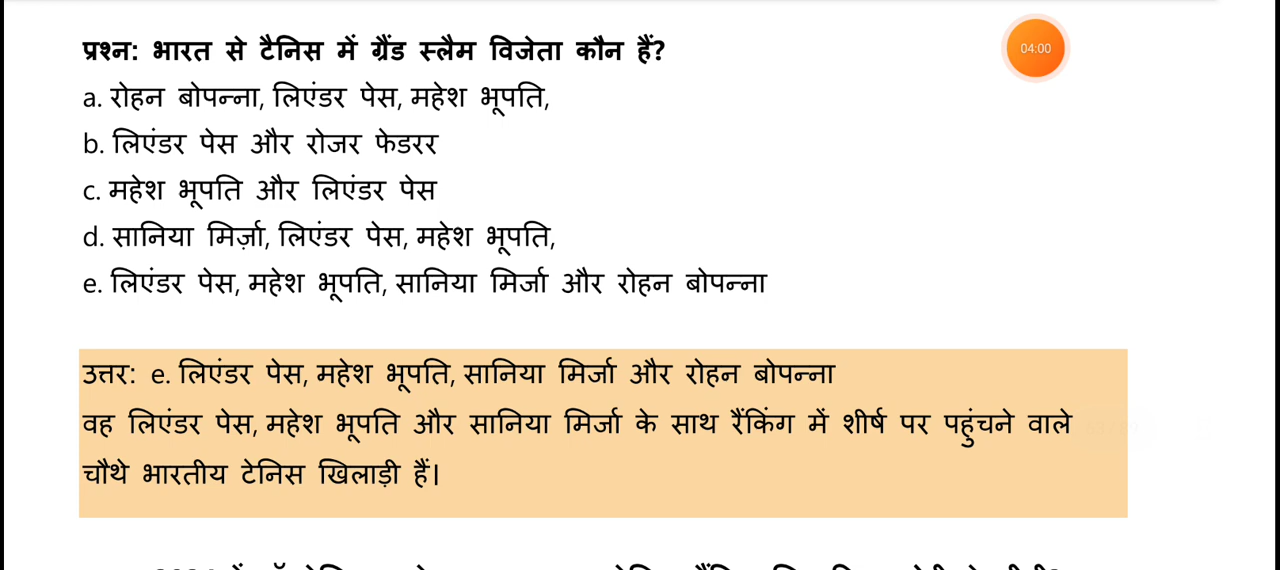 प्रश्न: भारत से टैनिस में ग्रैंड स्लैम विजेता कौन हैं?
04:00
a. रोहन बोपन्ना, लिएंडर पेस, महेश भूपति,
b. लिएंडर पेस और रोजर फेडरर
c. महेश भूपति और लिएंडर पेस
d. सानिया मिर्ज़ा, लिएंडर पेस, महेश भूपति,
e. लिएंडर पेस, महेश भूपति, सानिया मिर्जा और रोहन बोपन्ना
उत्तर: e. लिएंडर पेस, महेश भूपति, सानिया मिर्जा और रोहन बोपन्ना
वह लिएंडर पेस, महेश भूपति और सानिया मिर्जा के साथ रैंकिंग में शीर्ष पर पहुंचने वाले
चौथे भारतीय टेनिस खिलाड़ी हैं।